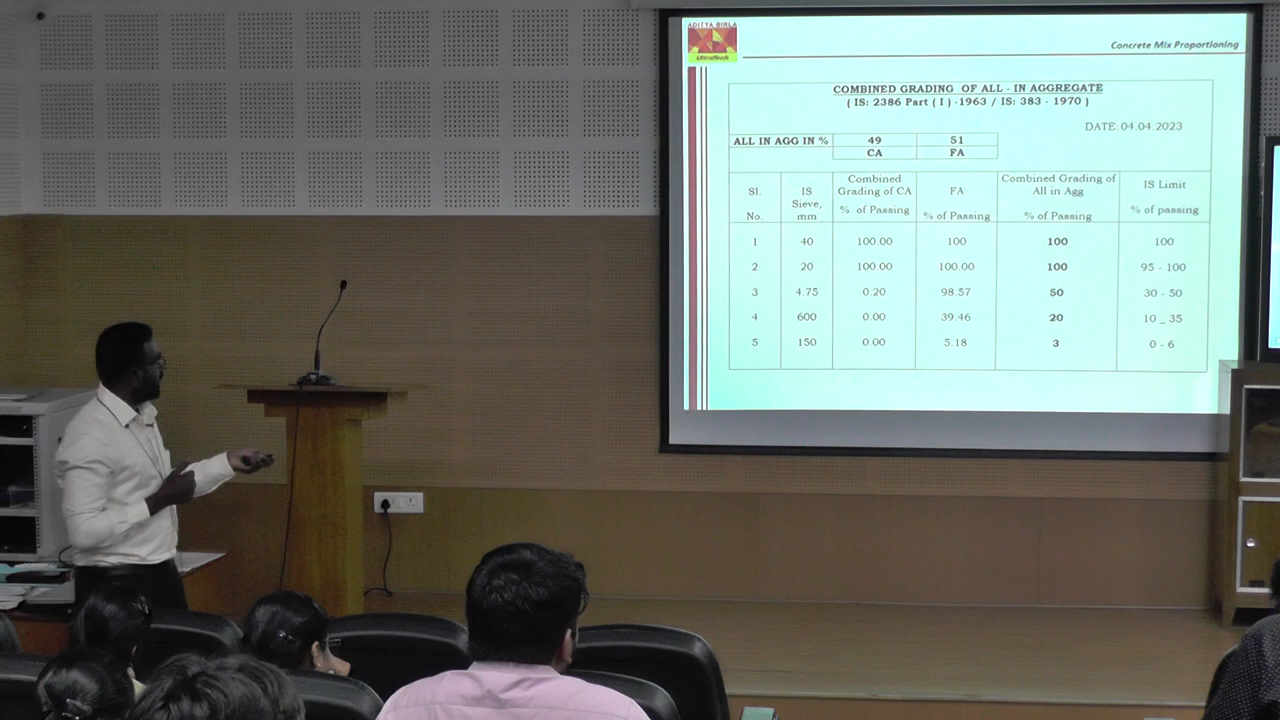 ADITYA BIRLA
UltraTech
Concrete Mix Proportioning
COMBINED GRADING OF ALL - IN AGGREGATE
( IS: 2386 Part ( I ) -1963 / IS: 383 - 1970 )
DATE: 04.04.2023
ALL IN AGG IN % 49 51
CA FA
Sl. No. IS Sieve, mm Combined Grading of CA % of Passing FA % of Passing Combined Grading of All in Agg % of Passing IS Limit % of passing
1 40 100.00 100 100 100
2 20 100.00 100.00 100 95 - 100
3 4.75 0.20 98.57 50 30 - 50
4 600 0.00 39.46 20 10 _ 35
5 150 0.00 5.18 3 0 - 6